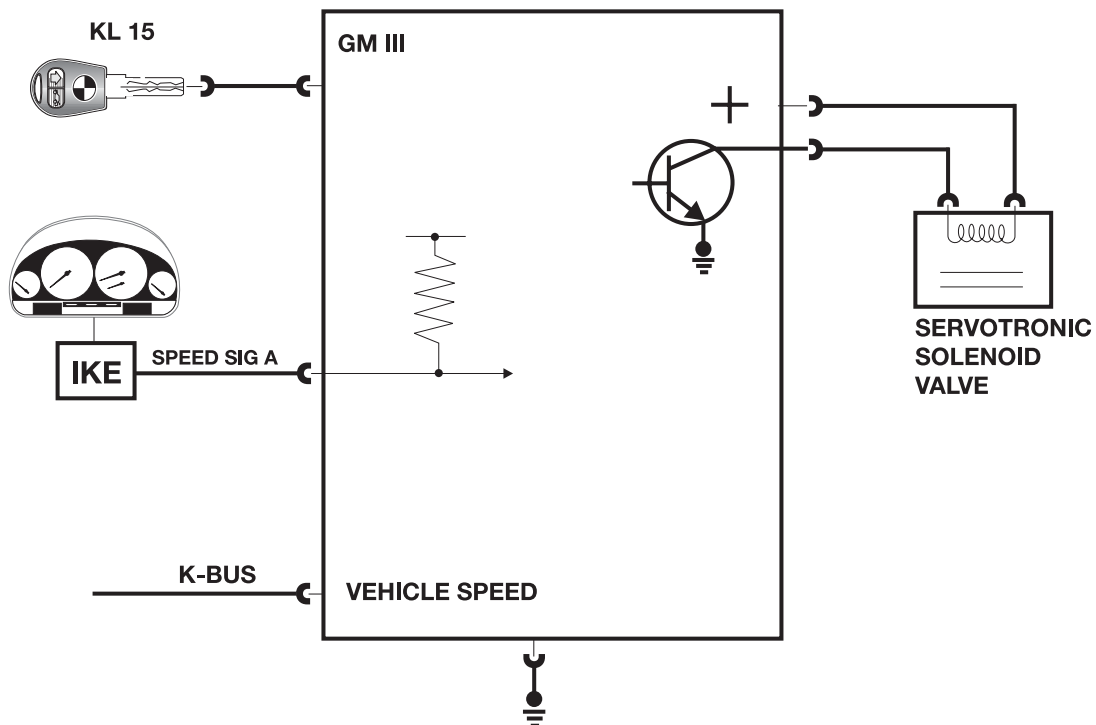 KL 15
GM III
SPEED SIG A
IKE
SERVOTRONIC
SOLENOID
VALVE
K-BUS
VEHICLE SPEED